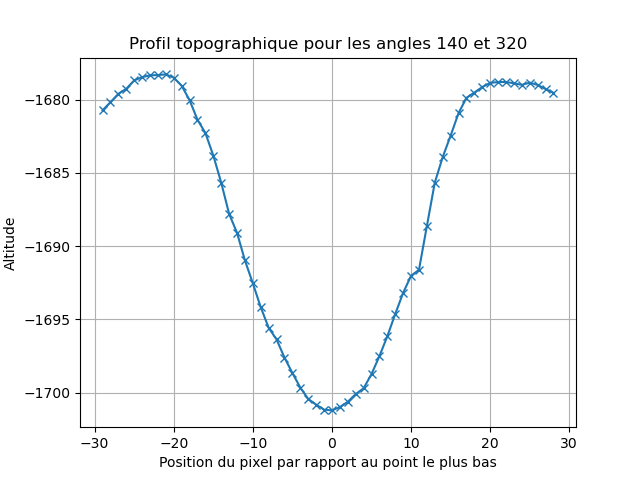 Profil topographique pour les angles 140 et 320
Altitude
−1680
−1685
−1690
−1695
−1700
−30 −20 −10 0 10 20 30
Position du pixel par rapport au point le plus bas